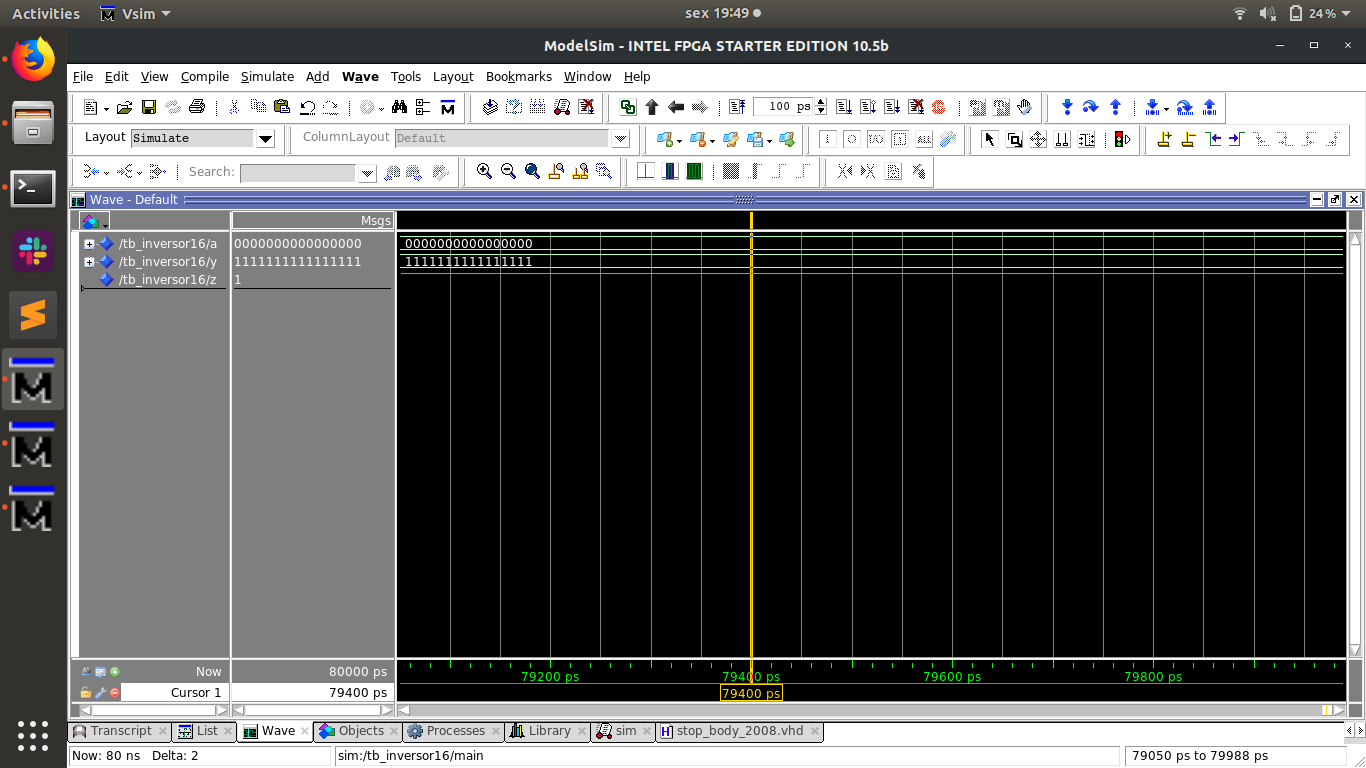 Activities Vsim sex 19:49 24%
ModelSim - INTEL FPGA STARTER EDITION 10.5b
File Edit View Compile Simulate Add Wave Tools Layout Bookmarks Window Help
100 ps
Layout Simulate ColumnLayout Default
Search:
Wave - Default
Msgs
/tb_inversor16/a 0000000000000000 0000000000000000
/tb_inversor16/y 1111111111111111 1111111111111111
/tb_inversor16/z 1
Now 80000 ps 79200 ps 79400 ps 79600 ps 79800 ps
Cursor 1 79400 ps 79400 ps
Transcript List Wave Objects Processes Library sim stop_body_2008.vhd
Now: 80 ns Delta: 2 sim:/tb_inversor16/main 79050 ps to 79988 ps